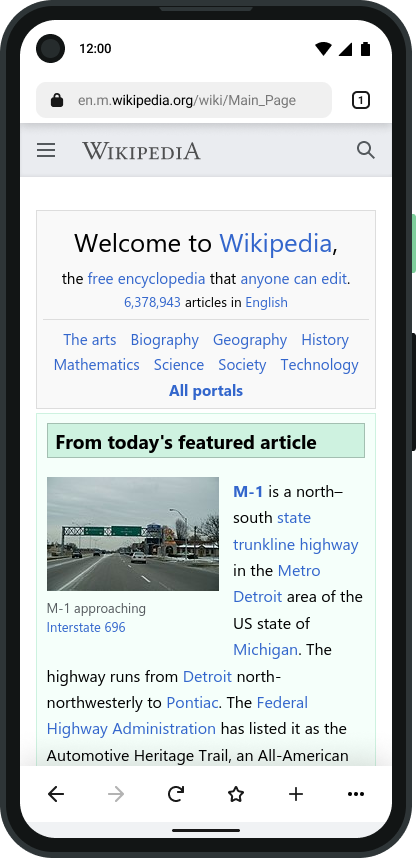 12:00
en.m.wikipedia.org/wiki/Main_Page
1
WIKIPEDIA
Welcome to Wikipedia,
the free encyclopedia that anyone can edit.
6,378,943 articles in English
The arts Biography Geography History
Mathematics Science Society Technology
All portals
From today's featured article
M-1 is a north–
south state
trunkline highway
in the Metro
Detroit area of the
US state of
Michigan. The
M-1 approaching
Interstate 696
highway runs from Detroit north-
northwesterly to Pontiac. The Federal
Highway Administration has listed it as the
Automotive Heritage Trail, an All-American